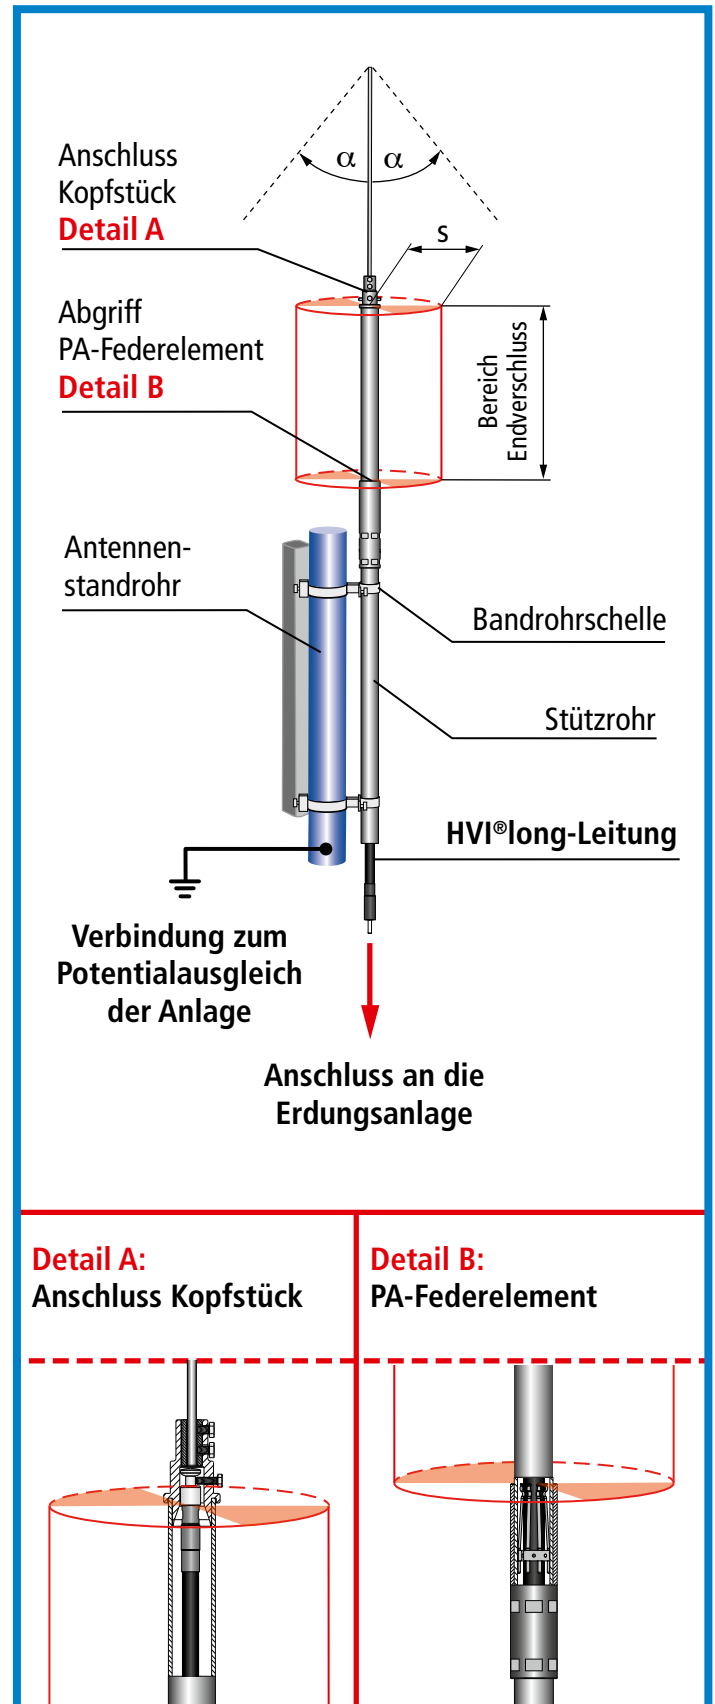 α α
Anschluss
Kopfstück
Detail A
s
Abgriff
PA-Federelement
Detail B
Bereich
Endverschluss
Antennen-
standrohr
Bandrohrschelle
Stützrohr
HVI®long-Leitung
Verbindung zum
Potentialausgleich
der Anlage
Anschluss an die
Erdungsanlage
Detail A:
Anschluss Kopfstück
Detail B:
PA-Federelement